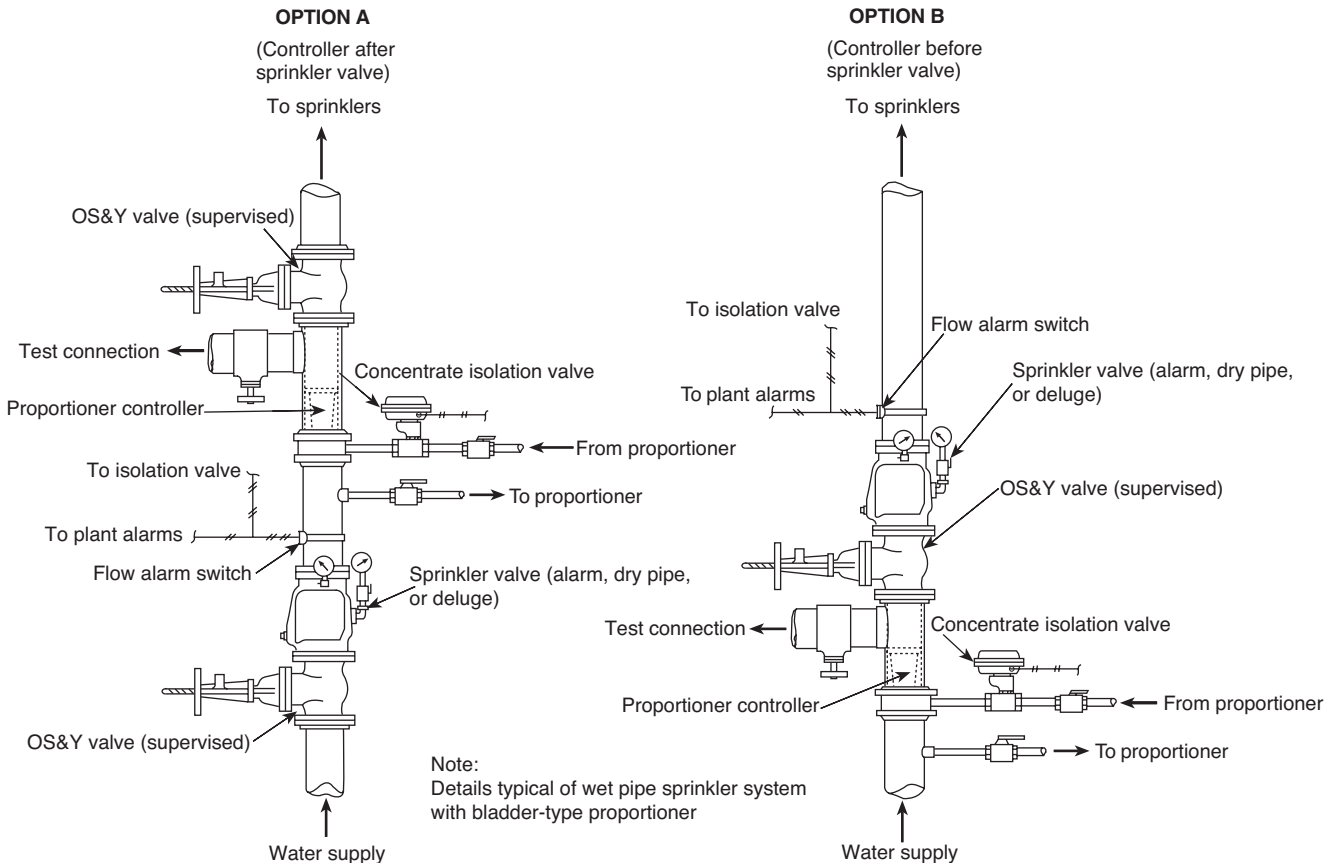 OPTION A
(Controller after
sprinkler valve)
To sprinklers
OS&Y valve (supervised)
Test connection
Concentrate isolation valve
Proportioner controller
From proportioner
To isolation valve
To proportioner
To plant alarms
Flow alarm switch
Sprinkler valve (alarm, dry pipe,
or deluge)
OS&Y valve (supervised)
Water supply
Note:
Details typical of wet pipe sprinkler system
with bladder-type proportioner
OPTION B
(Controller before
sprinkler valve)
To sprinklers
To isolation valve
Flow alarm switch
Sprinkler valve (alarm, dry pipe,
or deluge)
To plant alarms
OS&Y valve (supervised)
Test connection
Concentrate isolation valve
Proportioner controller
From proportioner
To proportioner
Water supply